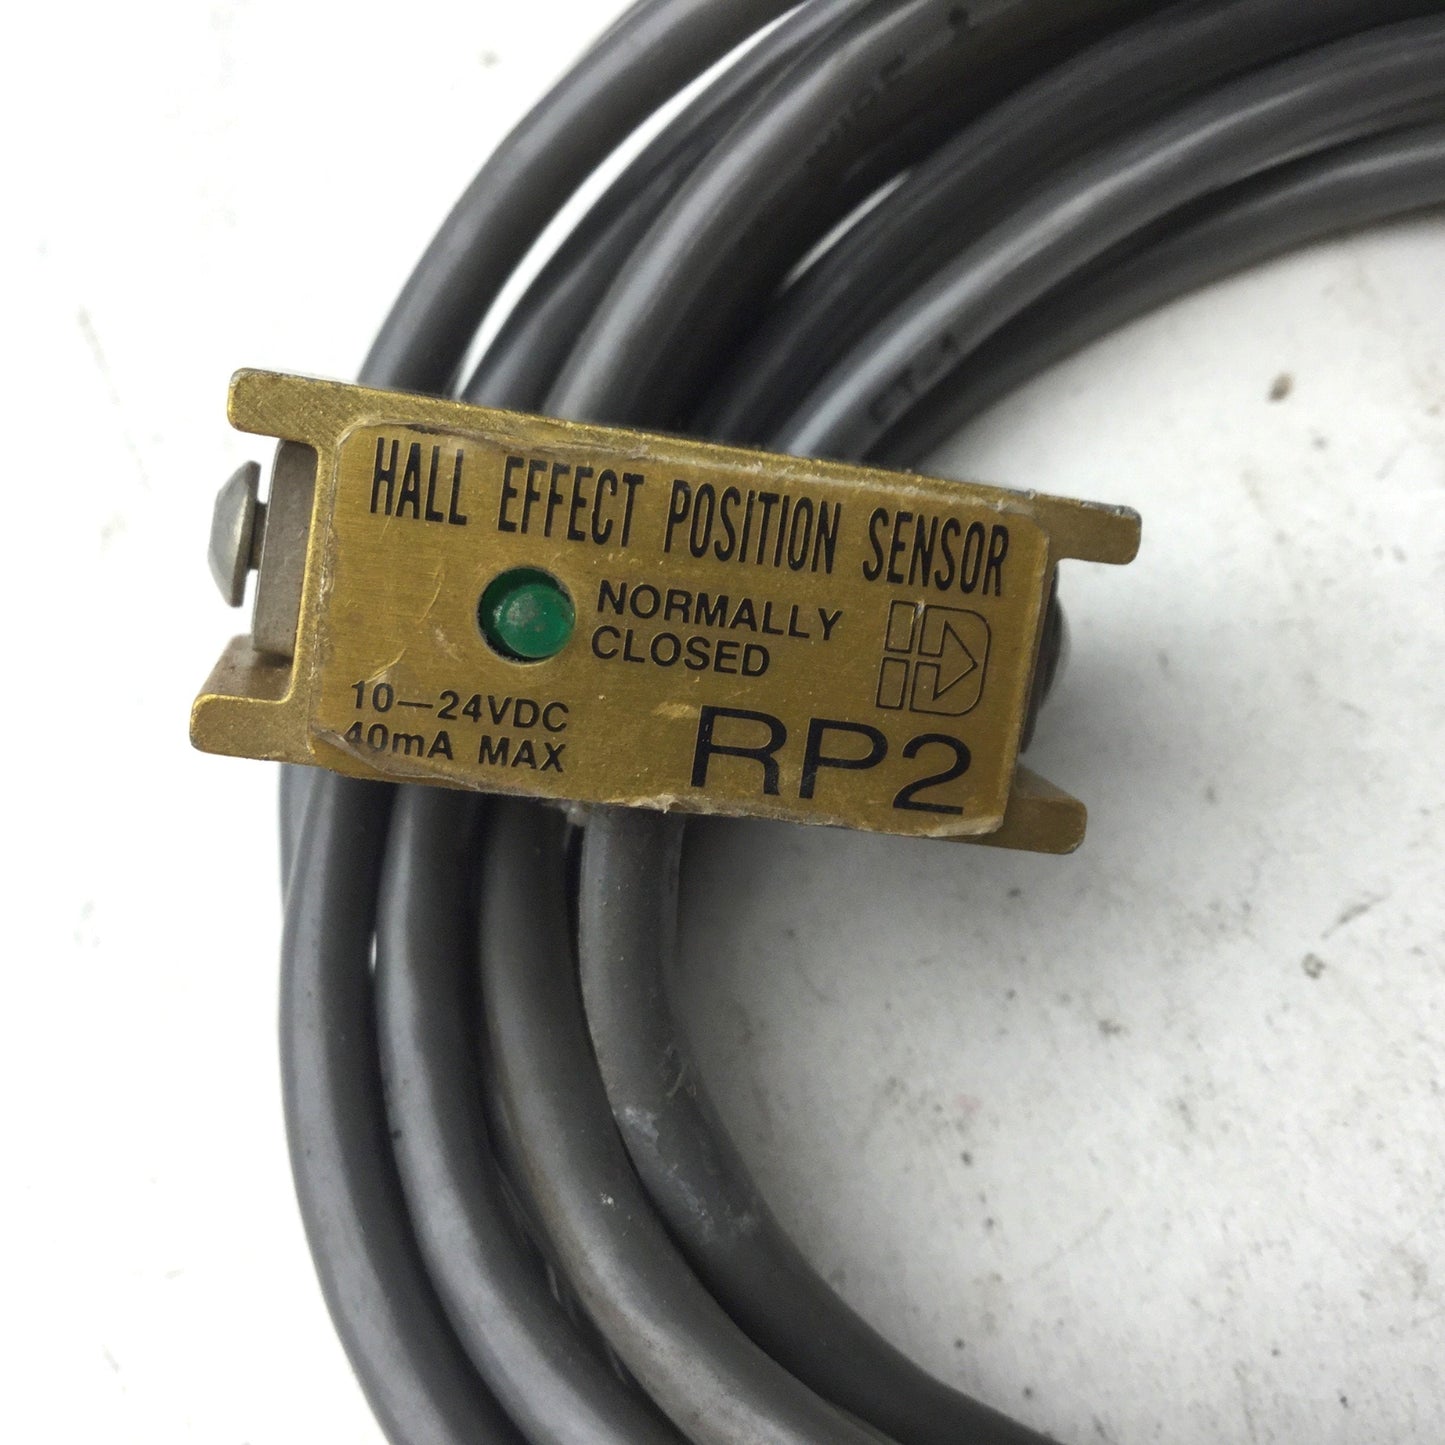 HALL EFFECT POSITION SENSOR
NORMALLY
CLOSED
10—24VDC
40mA MAX
RP2